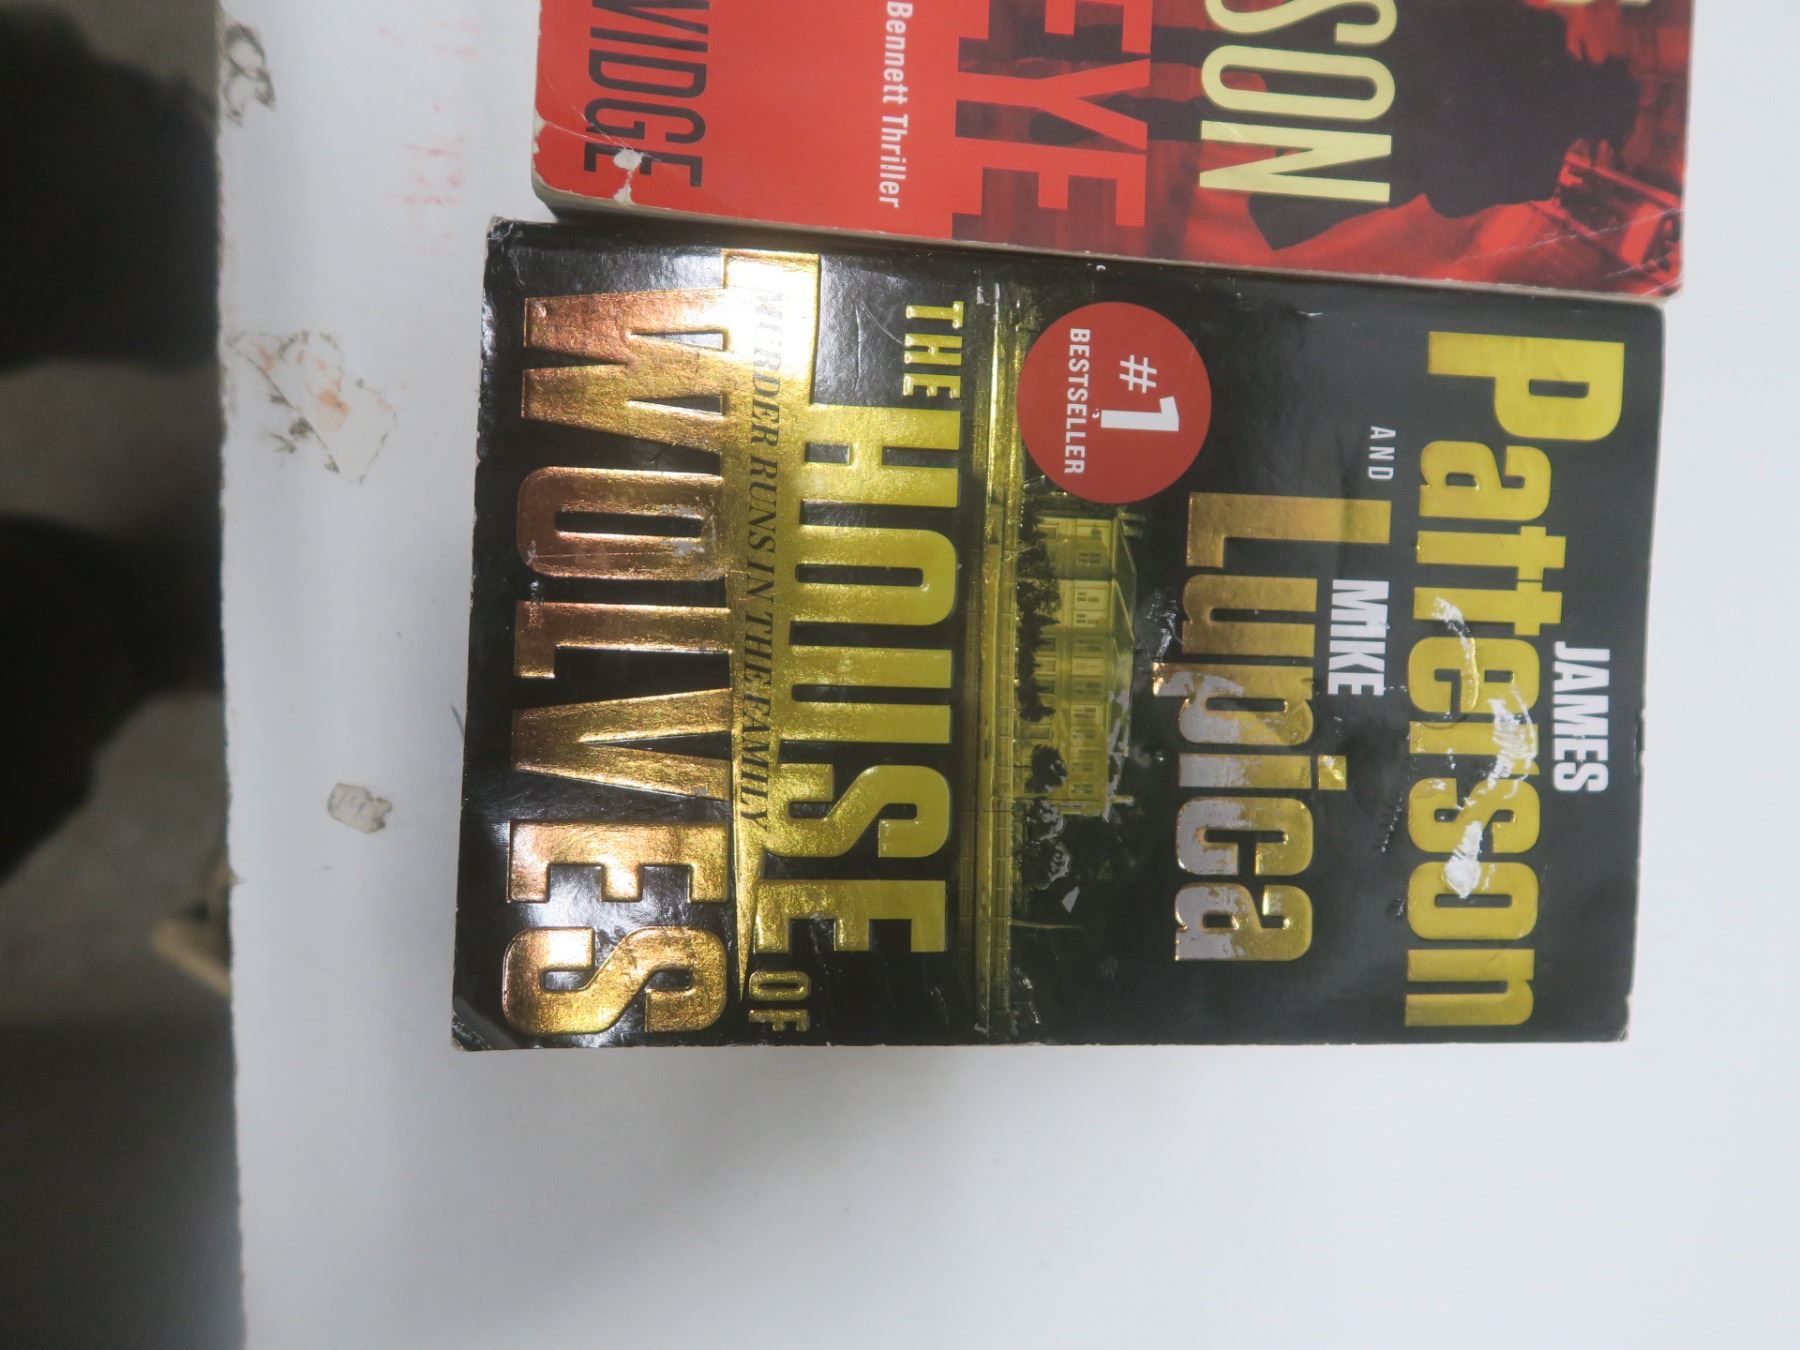 SON
EYE
Bennett Thriller
VIDGE
JAMES
Patterson
AND MIKE
Lupica
#1
BESTSELLER
THE
HOUSE
OF
MURDER RUNS IN THE FAMILY
WOLVES